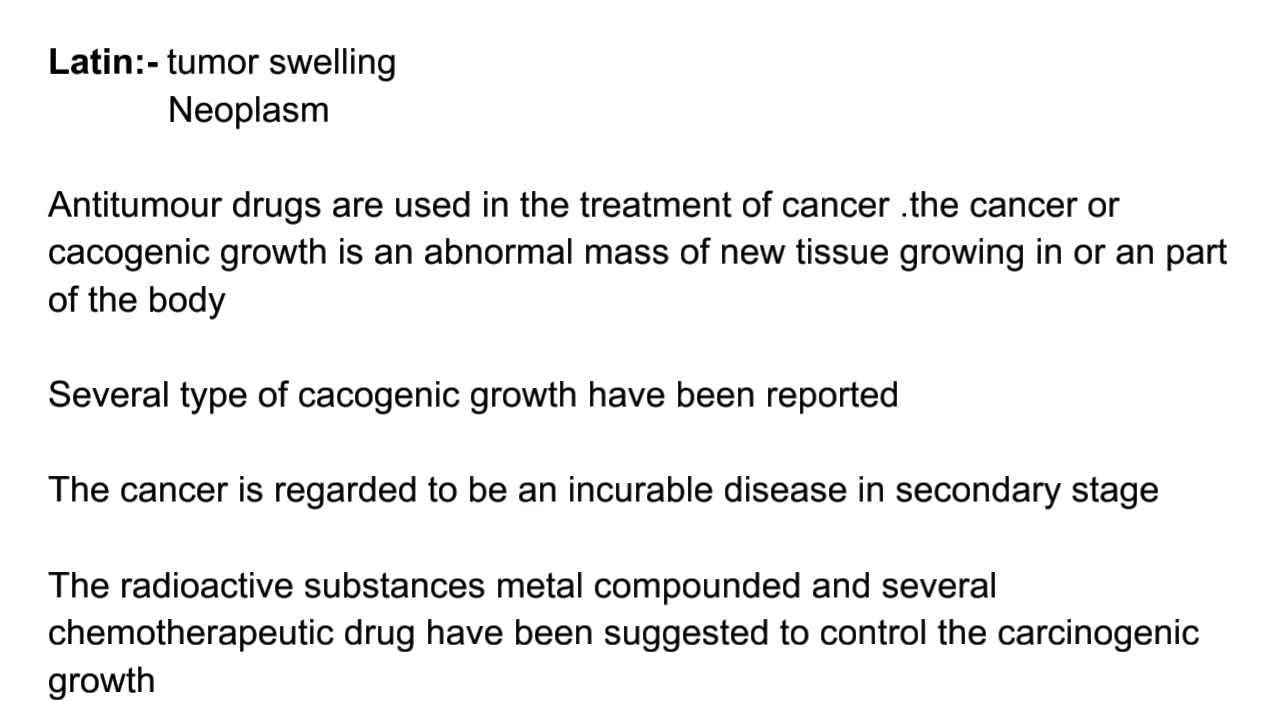 Latin:- tumor swelling
Neoplasm
Antitumour drugs are used in the treatment of cancer .the cancer or
cacogenic growth is an abnormal mass of new tissue growing in or an part
of the body
Several type of cacogenic growth have been reported
The cancer is regarded to be an incurable disease in secondary stage
The radioactive substances metal compounded and several
chemotherapeutic drug have been suggested to control the carcinogenic
growth